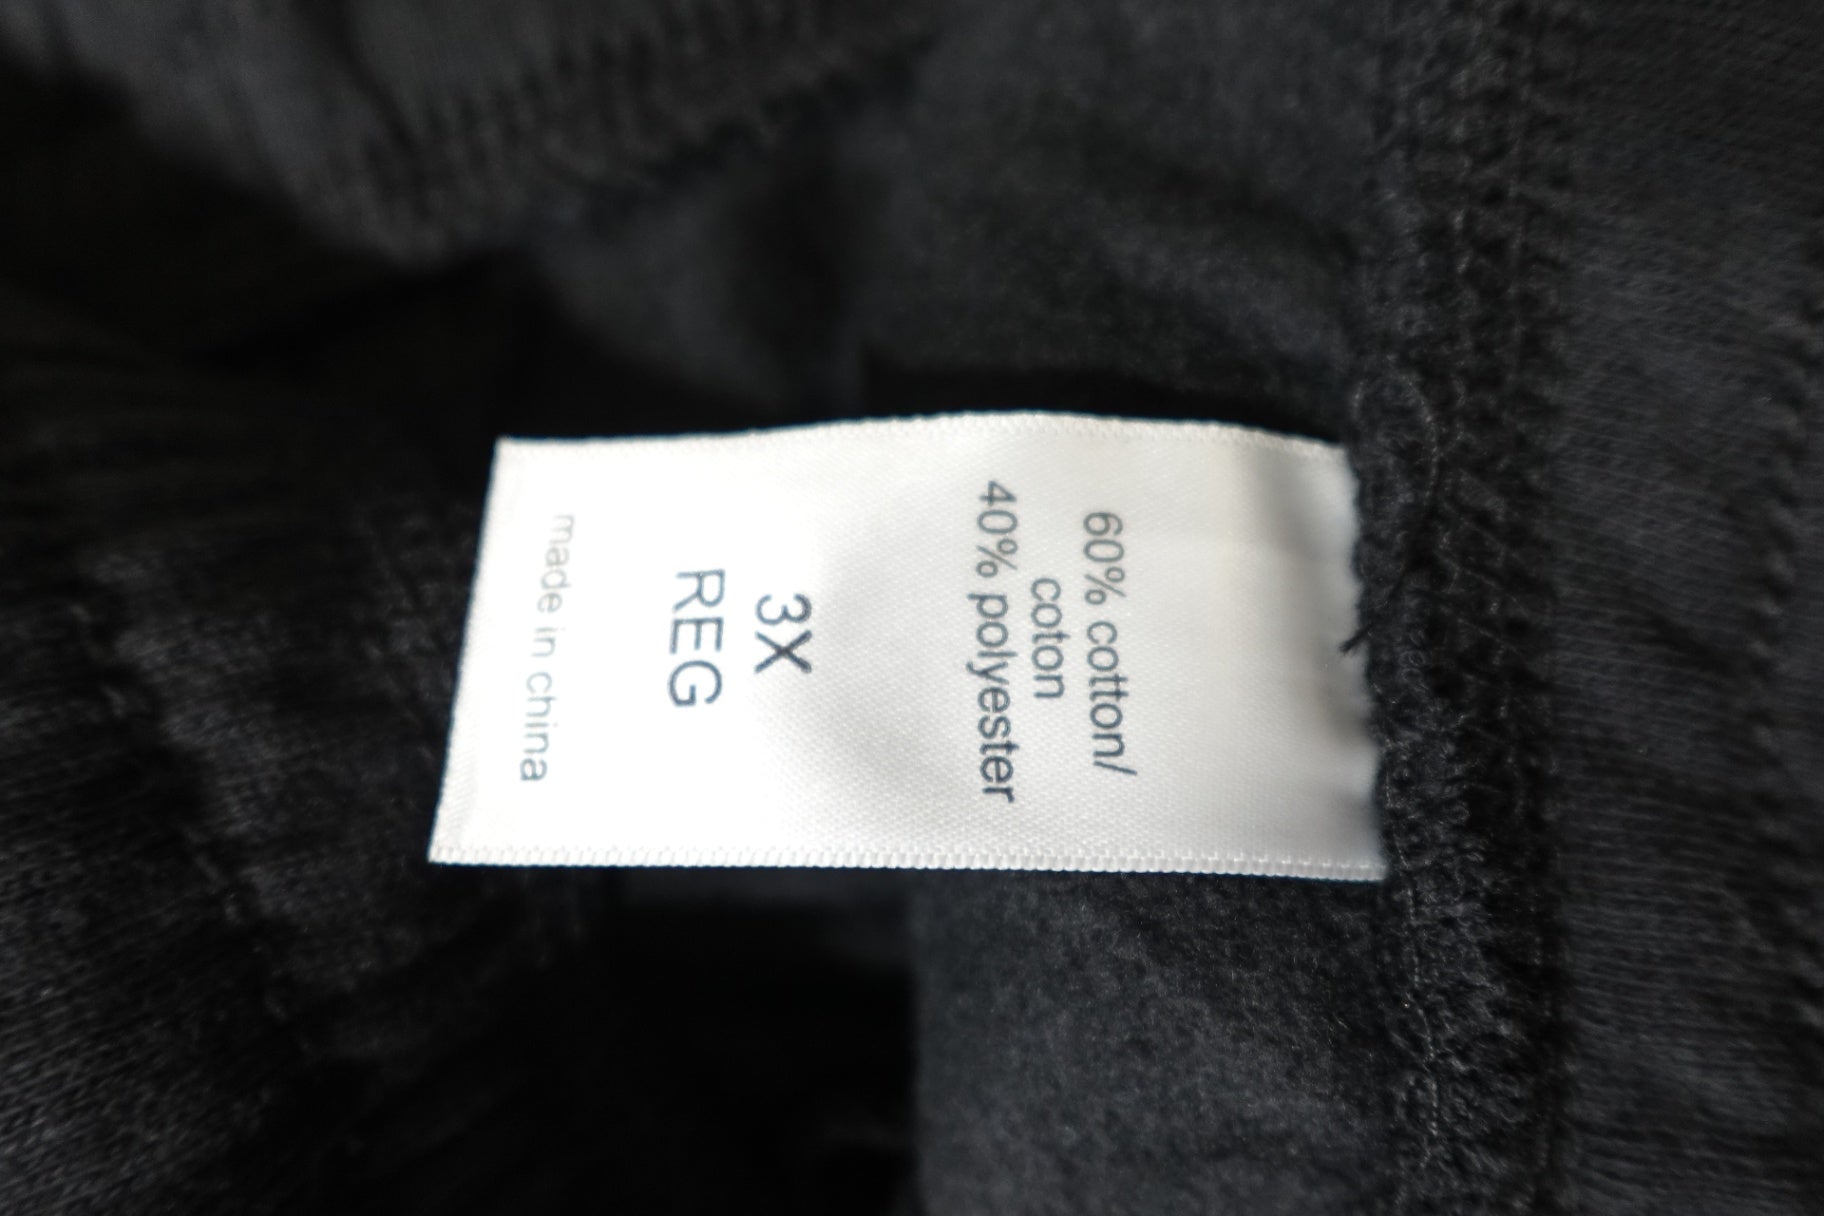 60% cotton/
coton
40% polyester
3X
REG
made in china